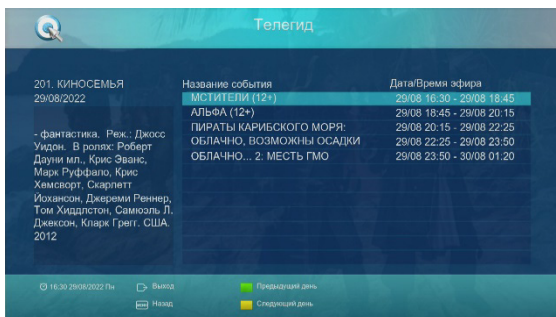 Телегид
201. КИНОСЕМЬЯ
29/08/2022
- фантастика. Реж.: Джосс
Уидон. В ролях: Роберт
Дауни мл., Крис Эванс,
Марк Руффало, Крис
Хемсворт, Скарлетт
Йохансон, Джереми Реннер,
Том Хиддлстон, Самюэль Л.
Джексон, Кларк Грегг. США.
2012
Название события Дата/Время эфира
МСТИТЕЛИ (12+) 29/08 16:30 - 29/08 18:45
АЛЬФА (12+) 29/08 18:45 - 29/08 20:15
ПИРАТЫ КАРИБСКОГО МОРЯ: 29/08 20:15 - 29/08 22:25
ОБЛАЧНО, ВОЗМОЖНЫ ОСАДКИ 29/08 22:25 - 29/08 23:50
ОБЛАЧНО... 2: МЕСТЬ ГМО 29/08 23:50 - 30/08 01:20
16:30 29/08/2022 Пн Выход Предыдущий день
Назад Следующий день